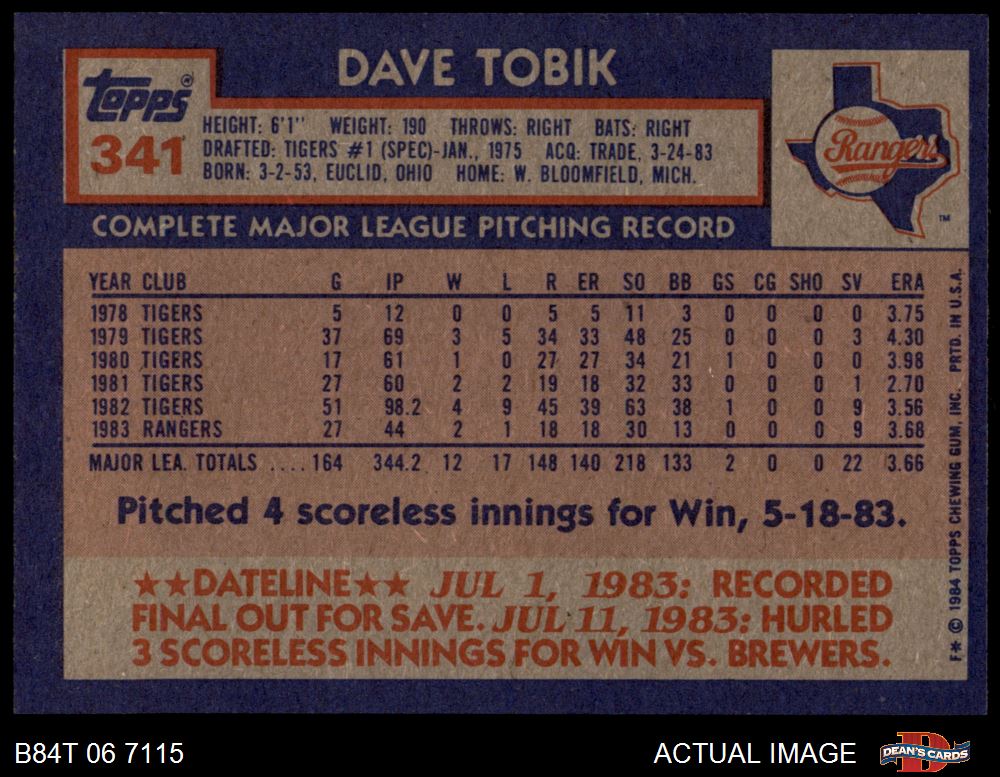 DAVE TOBIK
Topps®
341
HEIGHT: 6'1" WEIGHT: 190 THROWS: RIGHT BATS: RIGHT
DRAFTED: TIGERS #1 (SPEC)-JAN., 1975 ACQ: TRADE, 3-24-83
BORN: 3-2-53, EUCLID, OHIO HOME: W. BLOOMFIELD, MICH.
Rangers
TM
COMPLETE MAJOR LEAGUE PITCHING RECORD
YEAR CLUB G IP W L R ER SO BB GS CG SHO SV ERA
1978 TIGERS 5 12 0 0 5 5 11 3 0 0 0 0 3.75
1979 TIGERS 37 69 3 5 34 33 48 25 0 0 0 3 4.30
1980 TIGERS 17 61 1 0 27 27 34 21 1 0 0 0 3.98
1981 TIGERS 27 60 2 2 19 18 32 33 0 0 0 1 2.70
1982 TIGERS 51 98.2 4 9 45 39 63 38 1 0 0 9 3.56
1983 RANGERS 27 44 2 1 18 18 30 13 0 0 0 9 3.68
MAJOR LEA. TOTALS .... 164 344.2 12 17 148 140 218 133 2 0 0 22 3.66
Pitched 4 scoreless innings for Win, 5-18-83.
★★DATELINE★★ JUL 1, 1983: RECORDED
FINAL OUT FOR SAVE. JUL 11, 1983: HURLED
3 SCORELESS INNINGS FOR WIN VS. BREWERS.
F* © 1984 TOPPS CHEWING GUM, INC. PRTD. IN U.S.A.
B84T 06 7115
ACTUAL IMAGE
DEAN'S CARDS